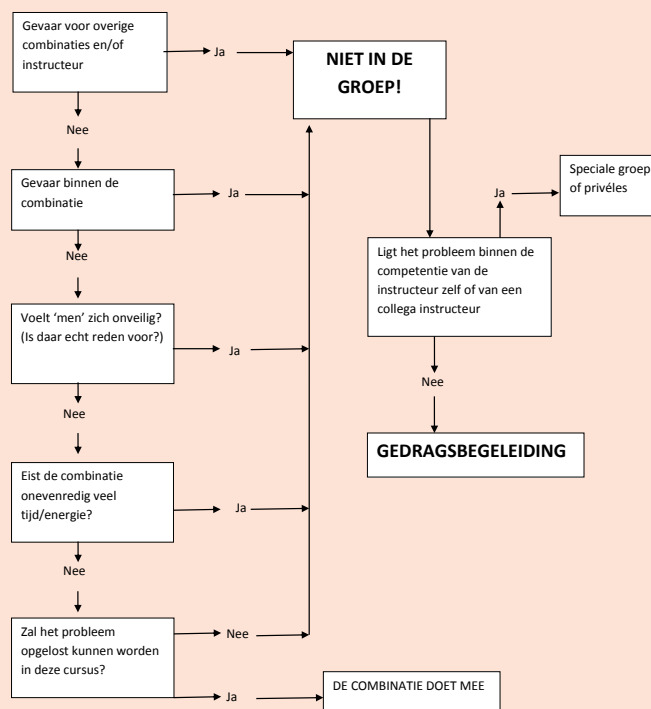 Gevaar voor overige
combinaties en/of
instructeur
Ja
NIET IN DE
GROEP!
Nee
Gevaar binnen de
combinatie
Ja
Nee
Voelt ‘men’ zich onveilig?
(Is daar echt reden voor?)
Ja
Nee
Eist de combinatie
onevenredig veel
tijd/energie?
Ja
Nee
Zal het probleem
opgelost kunnen worden
in deze cursus?
Nee
Ja
DE COMBINATIE DOET MEE
Ligt het probleem binnen de
competentie van de
instructeur zelf of van een
collega instructeur
Ja
Speciale groep
of privéles
Nee
GEDRAGSBEGELEIDING